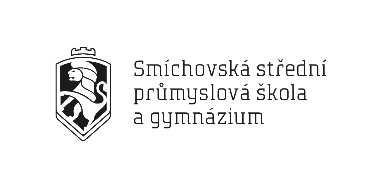 Smíchovská střední
průmyslová škola
a gymnázium